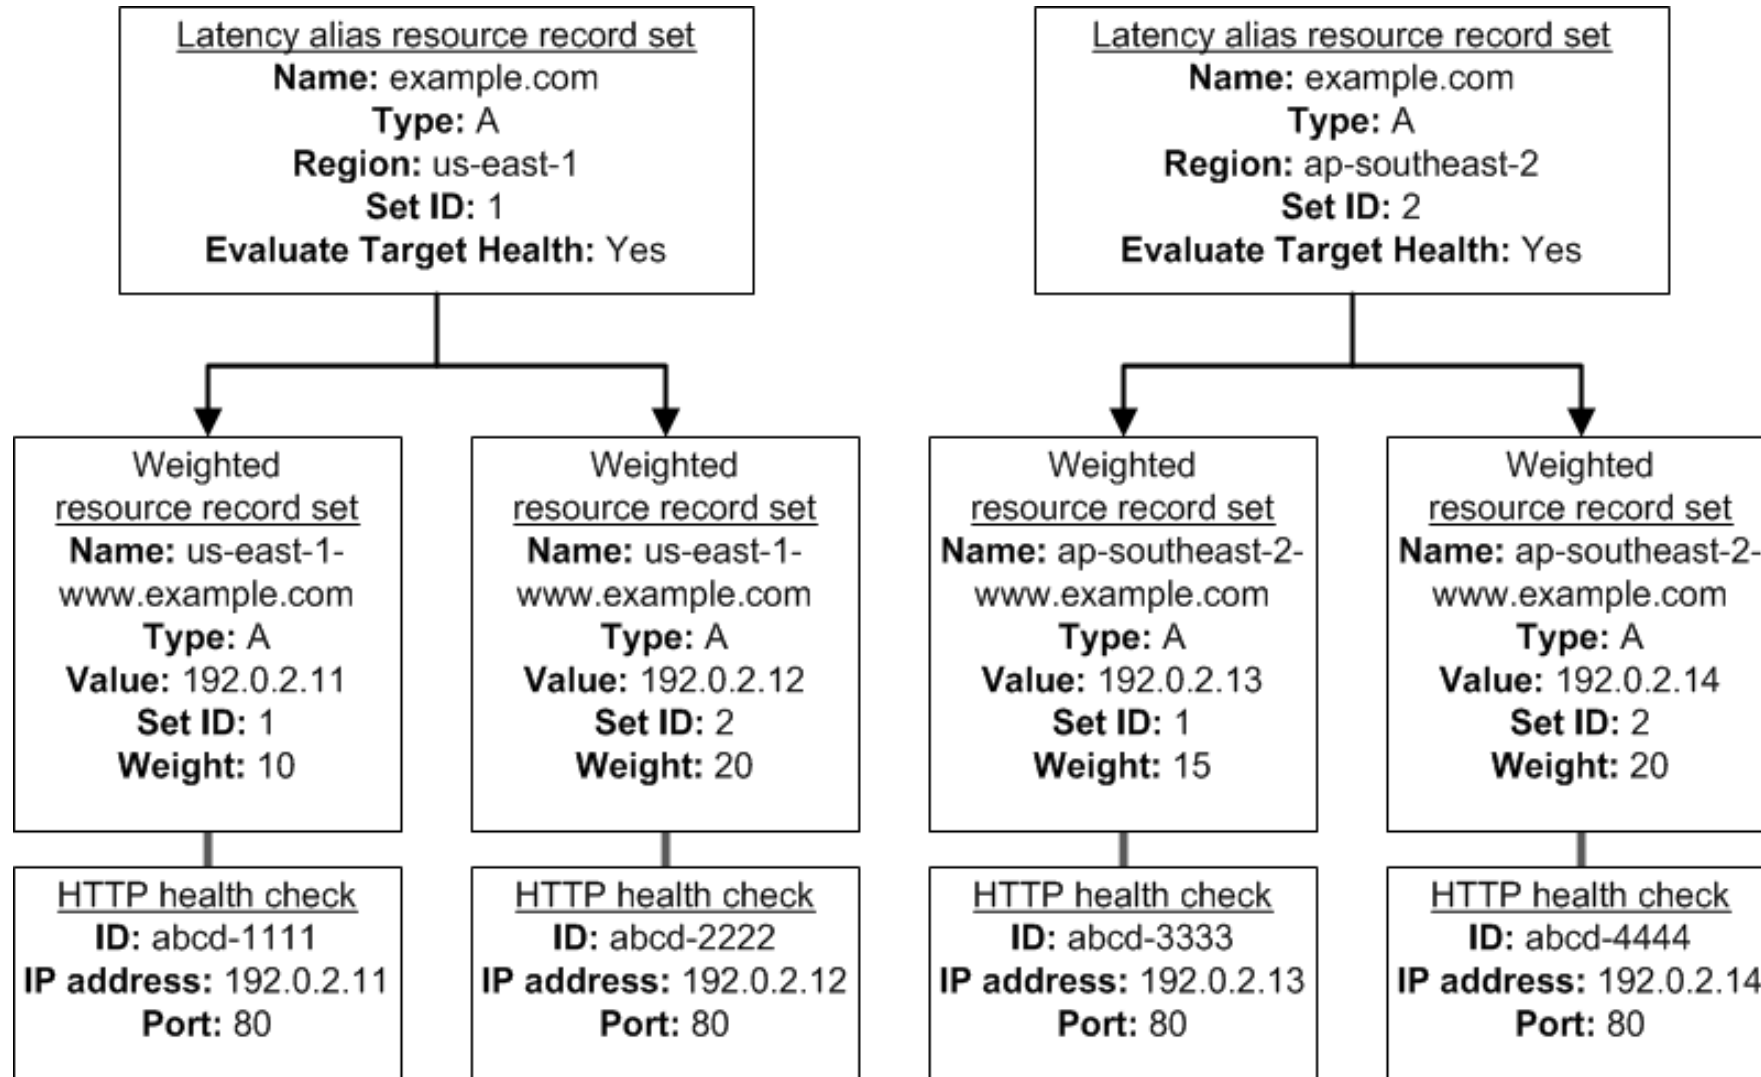 Latency alias resource record set
Name: example.com
Type: A
Region: us-east-1
Set ID: 1
Evaluate Target Health: Yes
Latency alias resource record set
Name: example.com
Type: A
Region: ap-southeast-2
Set ID: 2
Evaluate Target Health: Yes
Weighted
resource record set
Name: us-east-1-
www.example.com
Type: A
Value: 192.0.2.11
Set ID: 1
Weight: 10
Weighted
resource record set
Name: us-east-1-
www.example.com
Type: A
Value: 192.0.2.12
Set ID: 2
Weight: 20
Weighted
resource record set
Name: ap-southeast-2-
www.example.com
Type: A
Value: 192.0.2.13
Set ID: 1
Weight: 15
Weighted
resource record set
Name: ap-southeast-2-
www.example.com
Type: A
Value: 192.0.2.14
Set ID: 2
Weight: 20
HTTP health check
ID: abcd-1111
IP address: 192.0.2.11
Port: 80
HTTP health check
ID: abcd-2222
IP address: 192.0.2.12
Port: 80
HTTP health check
ID: abcd-3333
IP address: 192.0.2.13
Port: 80
HTTP health check
ID: abcd-4444
IP address: 192.0.2.14
Port: 80